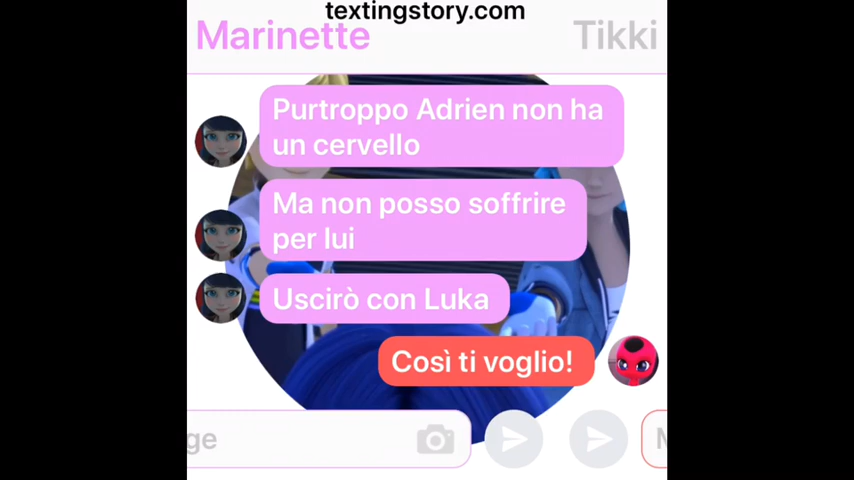 textingstory.com
Marinette
Tikki
Purtroppo Adrien non ha
un cervello
Ma non posso soffrire
per lui
Uscirò con Luka
Così ti voglio!
ge
M